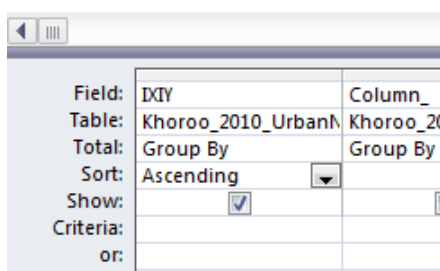 Field: IXIY Column_
Table: Khoroo_2010_UrbanN Khoroo_20
Total: Group By Group By
Sort: Ascending
Show:
Criteria:
or: